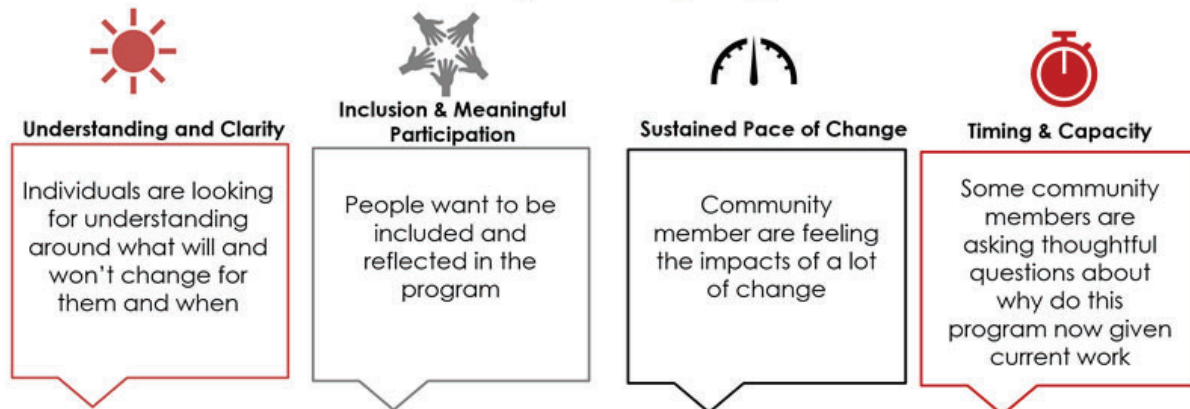 Understanding and Clarity
Individuals are looking
for understanding
around what will and
won't change for
them and when
Inclusion & Meaningful
Participation
People want to be
included and
reflected in the
program
Sustained Pace of Change
Community
member are feeling
the impacts of a lot
of change
Timing & Capacity
Some community
members are
asking thoughtful
questions about
why do this
program now given
current work